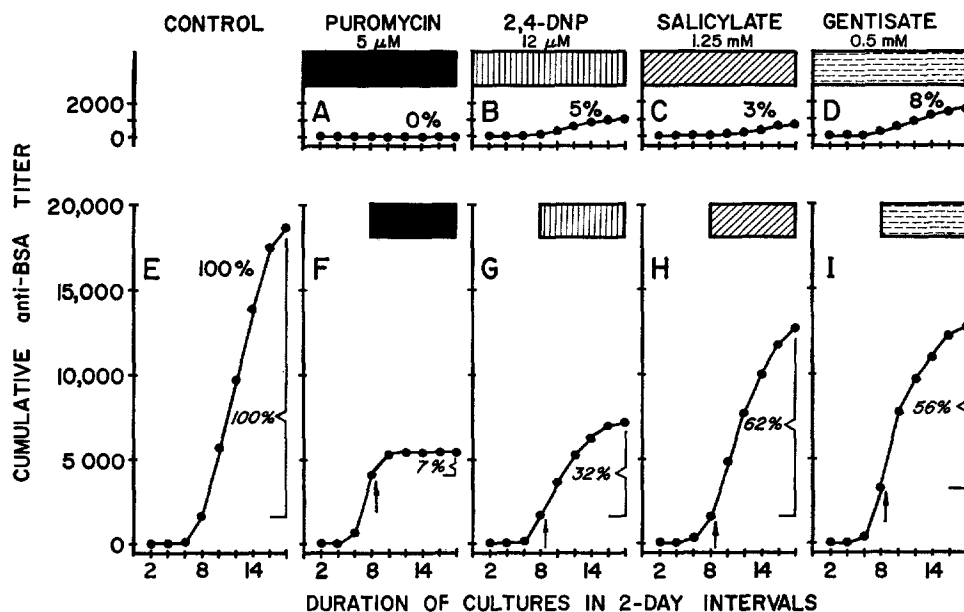 CONTROL PUROMYCIN 2,4-DNP SALICYLATE GENTISATE
5 µM 12 µM 1.25 mM 0.5 mM
2000
0
A 0% B 5% C 3% D 8%
CUMULATIVE anti-BSA TITER
20,000
15,000
10,000
5 000
0
E F G H I
100%
100%
7%
32%
62%
56%
2 8 14 2 8 14 2 8 14 2 8 14 2 8 14
DURATION OF CULTURES IN 2-DAY INTERVALS